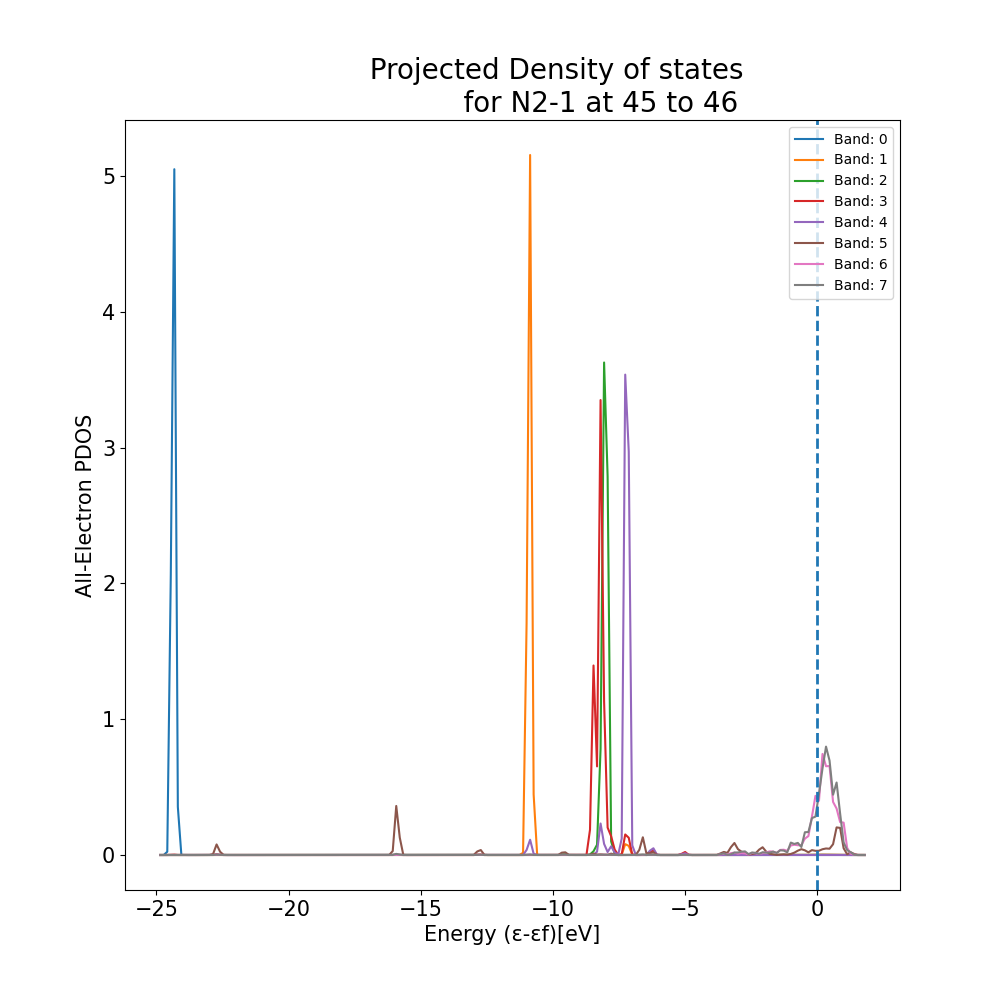 Projected Density of states
for N2-1 at 45 to 46
Band: 0
Band: 1
Band: 2
Band: 3
Band: 4
Band: 5
Band: 6
Band: 7
All-Electron PDOS
5
4
3
2
1
0
−25
−20
−15
−10
−5
0
Energy (ε-εf)[eV]